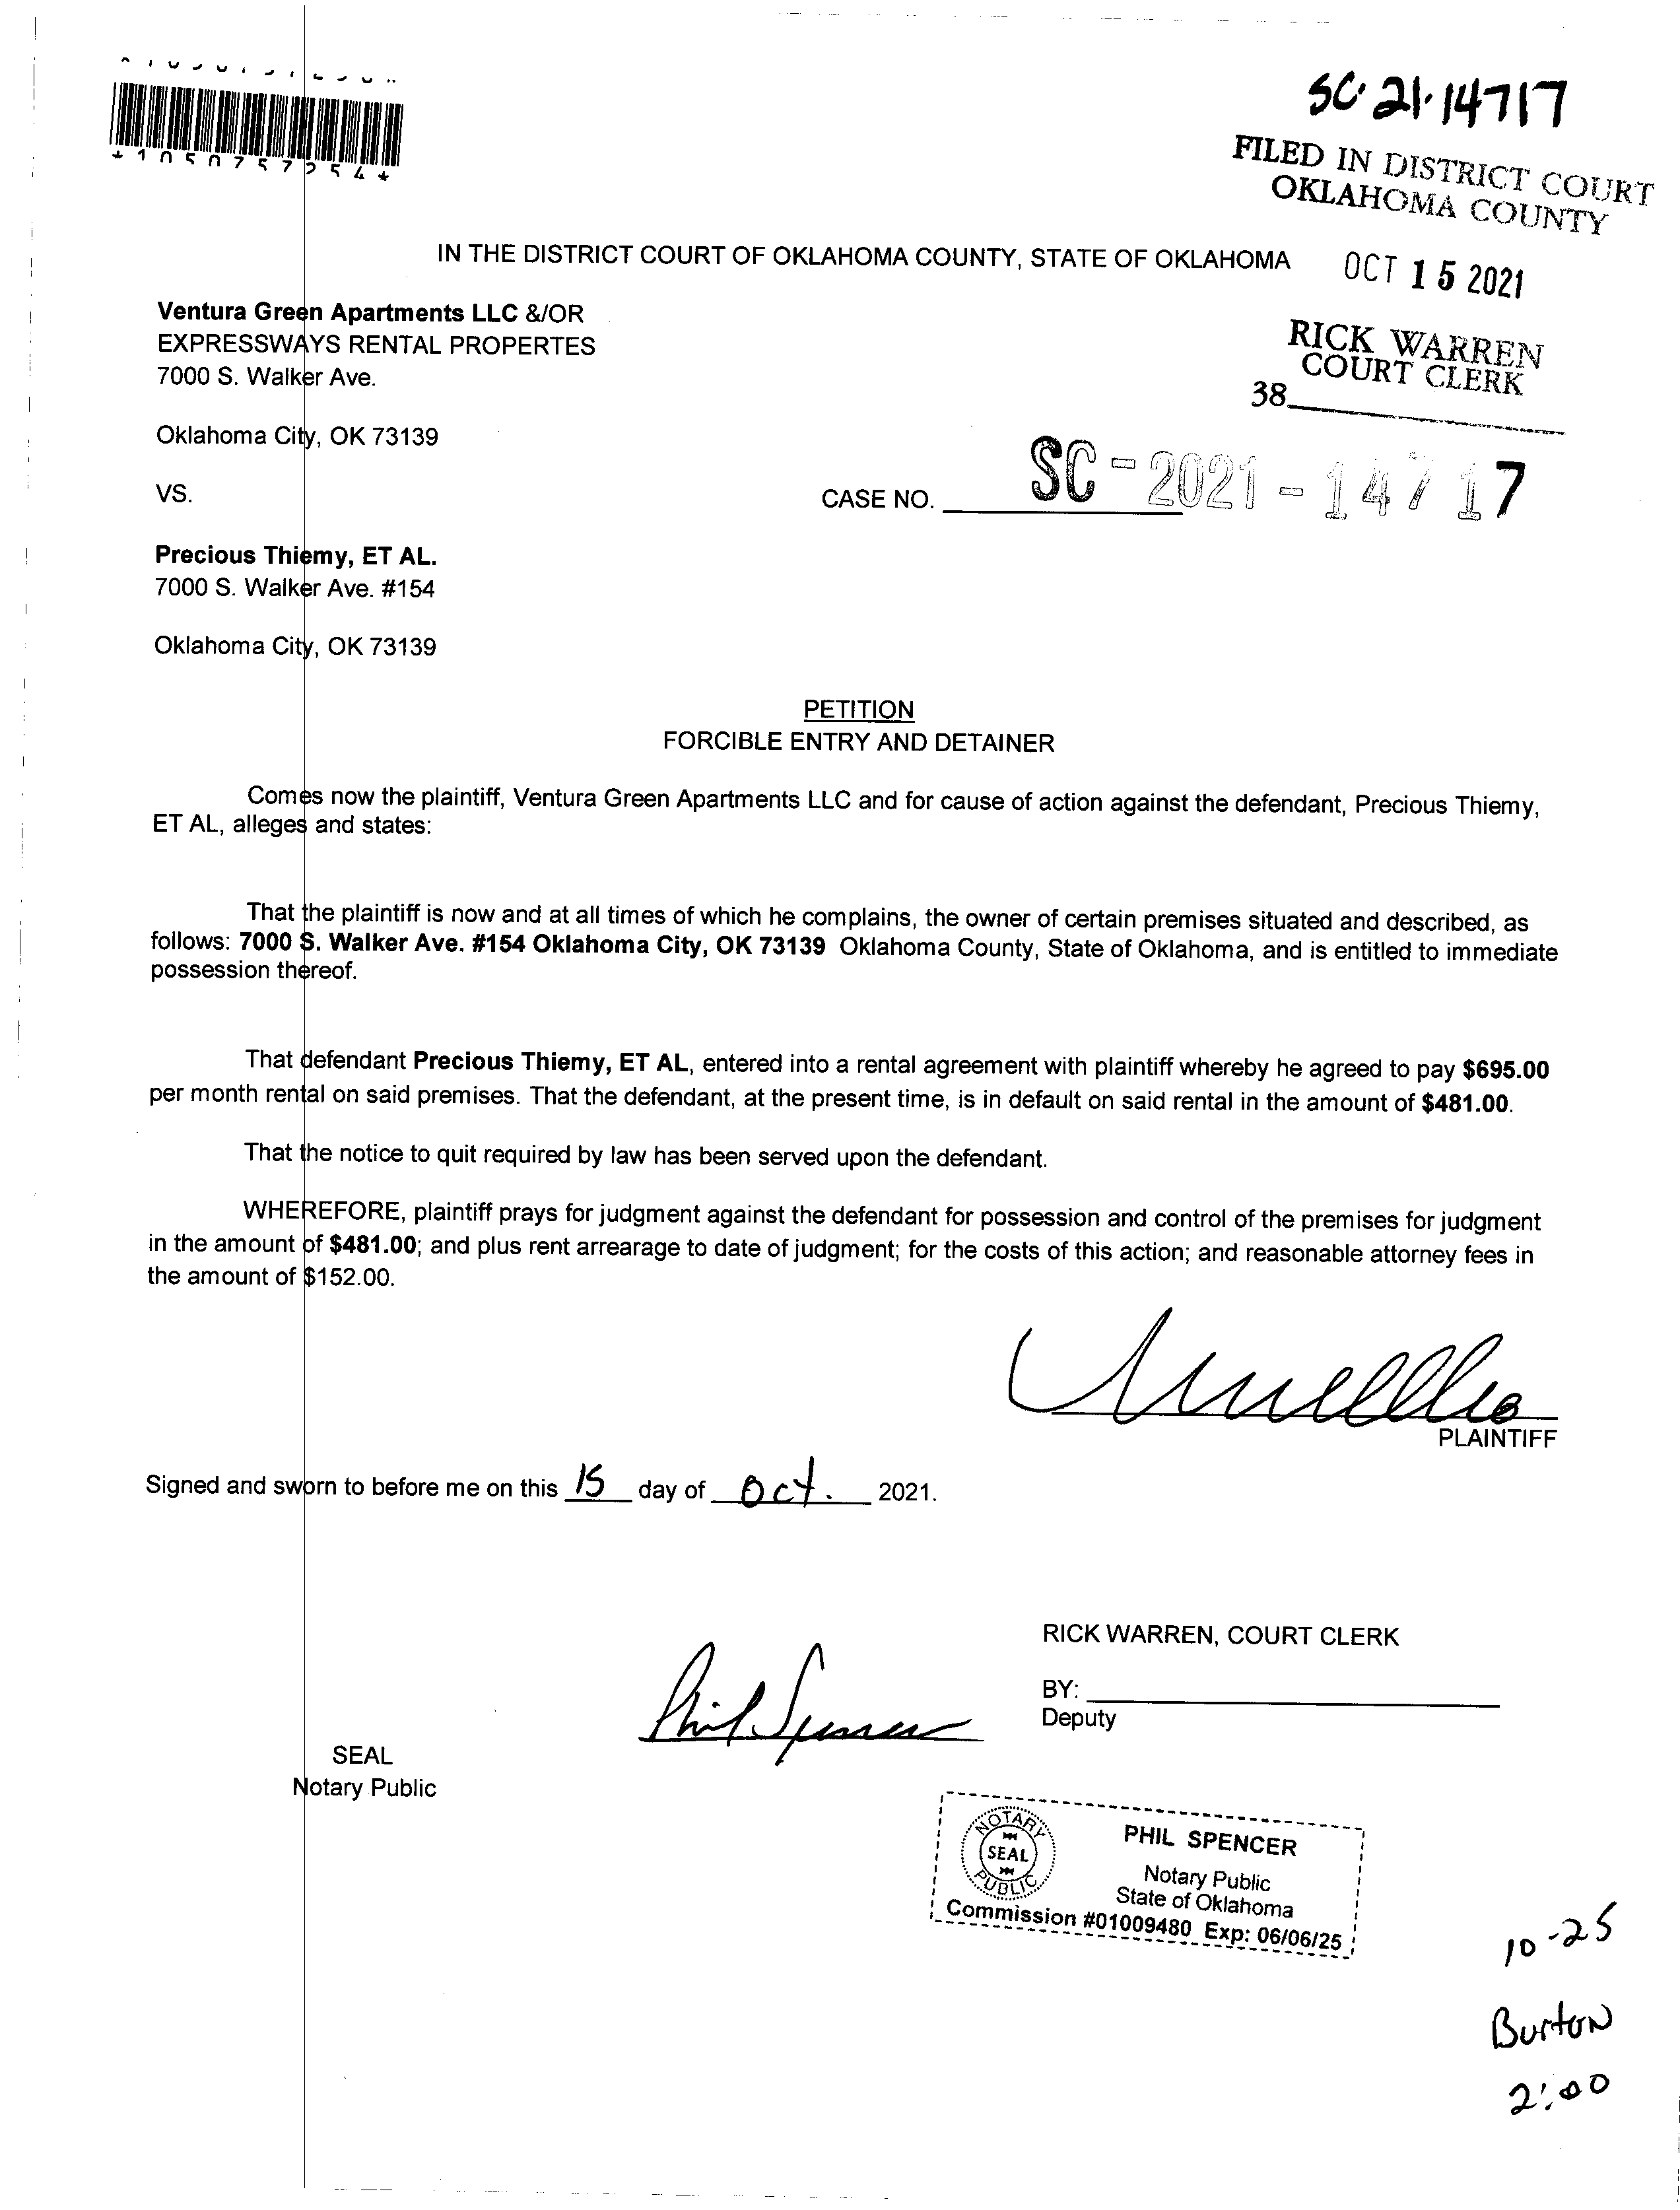 *1050757254*
SC-21-14717
FILED IN DISTRICT COURT
OKLAHOMA COUNTY
IN THE DISTRICT COURT OF OKLAHOMA COUNTY, STATE OF OKLAHOMA
OCT 15 2021
Ventura Green Apartments LLC &/OR
EXPRESSWAYS RENTAL PROPERTES
7000 S. Walker Ave.
RICK WARREN
COURT CLERK
38
Oklahoma City, OK 73139
VS.
CASE NO. SC-2021-14717
Precious Thiemy, ET AL.
7000 S. Walker Ave. #154
Oklahoma City, OK 73139
PETITION
FORCIBLE ENTRY AND DETAINER
Comes now the plaintiff, Ventura Green Apartments LLC and for cause of action against the defendant, Precious Thiemy,
ET AL, alleges and states:
That the plaintiff is now and at all times of which he complains, the owner of certain premises situated and described, as
follows: 7000 S. Walker Ave. #154 Oklahoma City, OK 73139 Oklahoma County, State of Oklahoma, and is entitled to immediate
possession thereof.
That defendant Precious Thiemy, ET AL, entered into a rental agreement with plaintiff whereby he agreed to pay $695.00
per month rental on said premises. That the defendant, at the present time, is in default on said rental in the amount of $481.00.
That the notice to quit required by law has been served upon the defendant.
WHEREFORE, plaintiff prays for judgment against the defendant for possession and control of the premises for judgment
in the amount of $481.00; and plus rent arrearage to date of judgment; for the costs of this action; and reasonable attorney fees in
the amount of $152.00.
PLAINTIFF
Signed and sworn to before me on this 15 day of Oct. 2021.
RICK WARREN, COURT CLERK
Phil Spencer
BY:
Deputy
SEAL
Notary Public
NOTARY
SEAL
PUBLIC
PHIL SPENCER
Notary Public
State of Oklahoma
Commission #01009480 Exp: 06/06/25
10-25
Burton
2:00